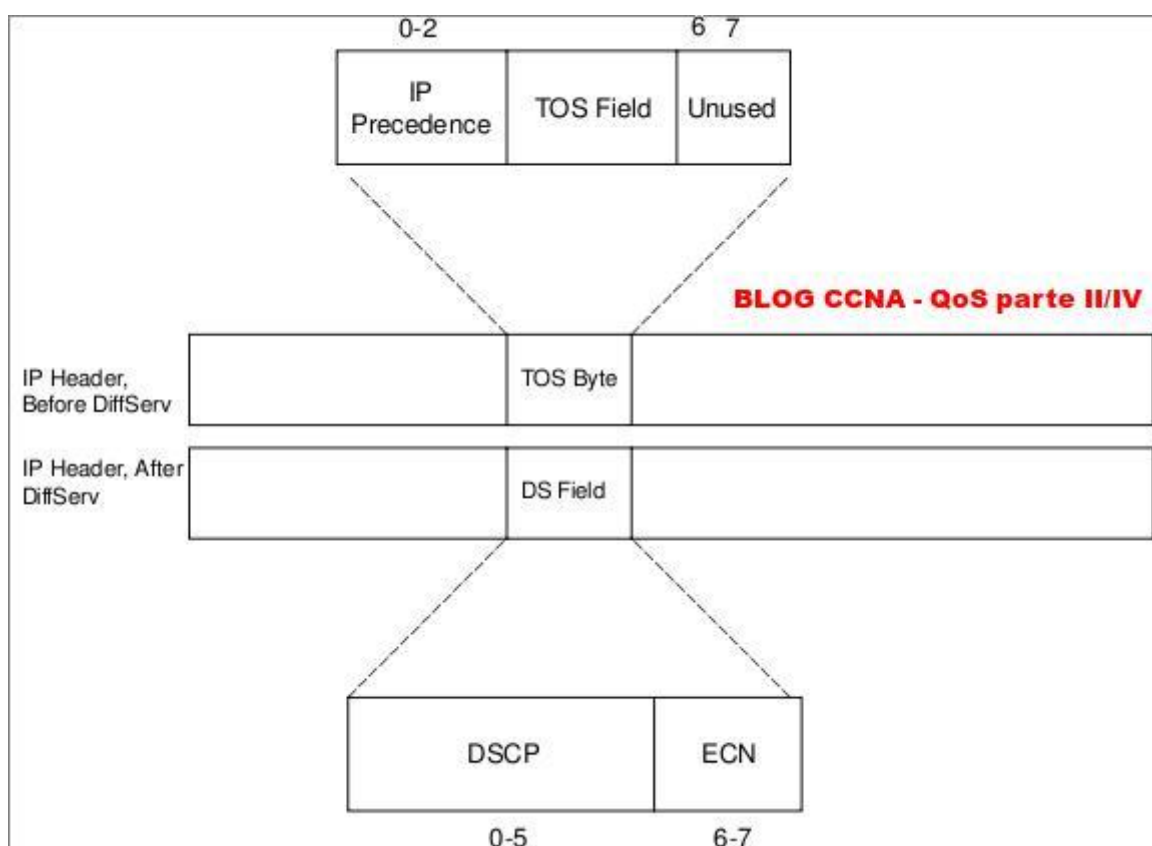 0-2
6 7
IP
Precedence
TOS Field
Unused
BLOG CCNA - QoS parte II/IV
IP Header,
Before DiffServ
TOS Byte
IP Header, After
DiffServ
DS Field
DSCP
ECN
0-5
6-7